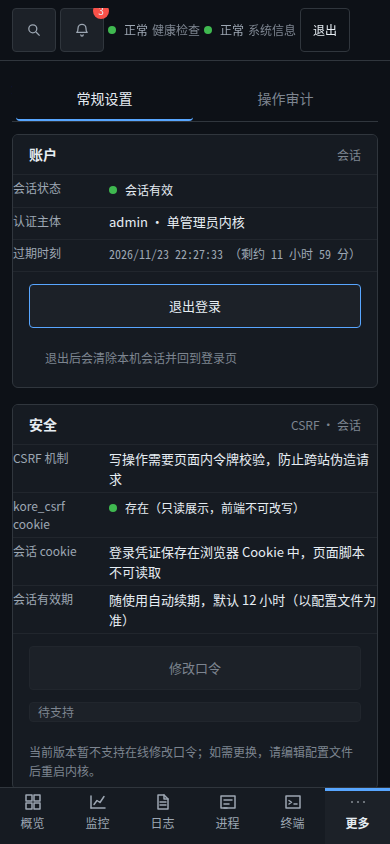 3
正常 健康检查 正常 系统信息 退出
常规设置 操作审计
账户 会话
会话状态 会话有效
认证主体 admin · 单管理员内核
过期时刻 2026/11/23 22:27:33 （剩约 11 小时 59 分）
退出登录
退出后会清除本机会话并回到登录页
安全 CSRF · 会话
CSRF 机制 写操作需要页面内令牌校验，防止跨站伪造请
求
kore_csrf
cookie
存在（只读展示，前端不可改写）
会话 cookie 登录凭证保存在浏览器 Cookie 中，页面脚本
不可读取
会话有效期 随使用自动续期，默认 12 小时（以配置文件为
准）
修改口令
待支持
当前版本暂不支持在线修改口令；如需更换，请编辑配置文件
后重启内核。
概览 监控 日志 进程 终端 更多